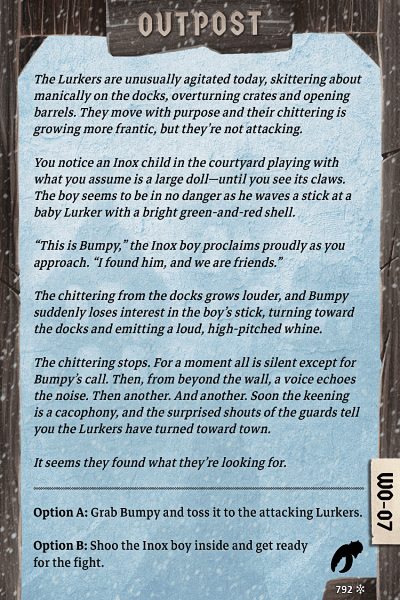 OUTPOST
The Lurkers are unusually agitated today, skittering about
manically on the docks, overturning crates and opening
barrels. They move with purpose and their chittering is
growing more frantic, but they're not attacking.
You notice an Inox child in the courtyard playing with
what you assume is a large doll—until you see its claws.
The boy seems to be in no danger as he waves a stick at a
baby Lurker with a bright green-and-red shell.
“This is Bumpy,” the Inox boy proclaims proudly as you
approach. “I found him, and we are friends.”
The chittering from the docks grows louder, and Bumpy
suddenly loses interest in the boy's stick, turning toward
the docks and emitting a loud, high-pitched whine.
The chittering stops. For a moment all is silent except for
Bumpy's call. Then, from beyond the wall, a voice echoes
the noise. Then another. And another. Soon the keening
is a cacophony, and the surprised shouts of the guards tell
you the Lurkers have turned toward town.
It seems they found what they're looking for.
Option A: Grab Bumpy and toss it to the attacking Lurkers.
Option B: Shoo the Inox boy inside and get ready
for the fight.
WO-07
792